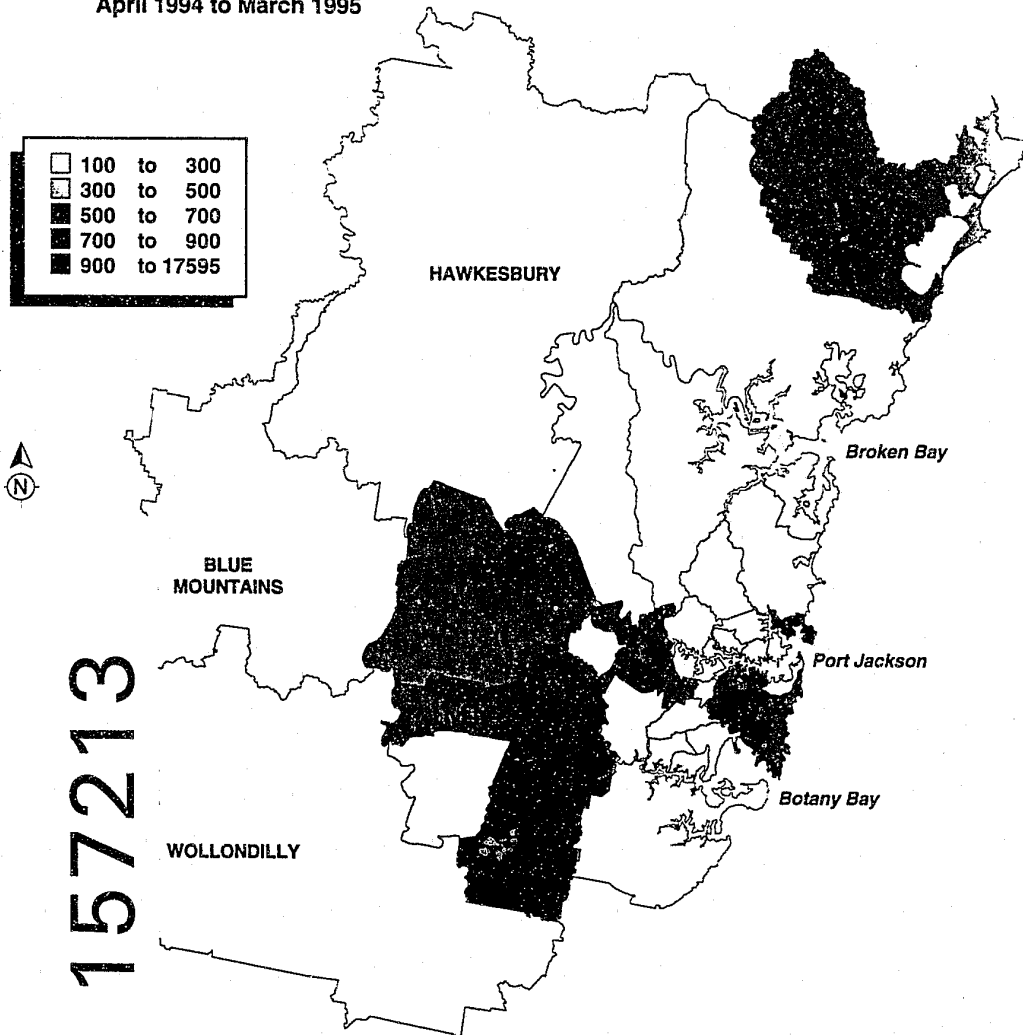 April 1994 to March 1995
100 to 300
300 to 500
500 to 700
700 to 900
900 to 17595
HAWKESBURY
N
Broken Bay
BLUE
MOUNTAINS
Port Jackson
Botany Bay
WOLLONDILLY
157213